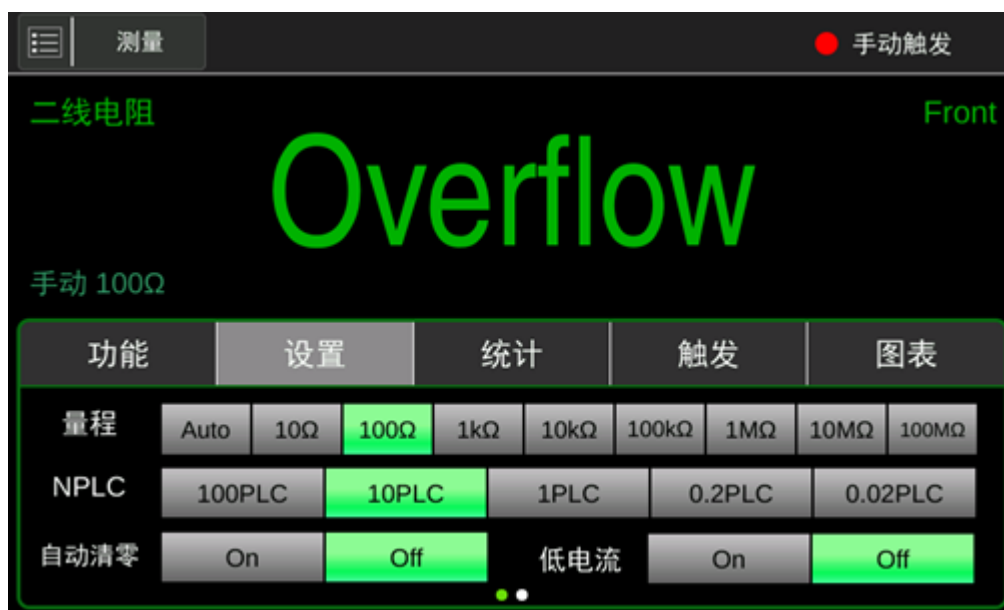 测量 手动触发
二线电阻 Front
Overflow
手动 100Ω
功能 设置 统计 触发 图表
量程 Auto 10Ω 100Ω 1kΩ 10kΩ 100kΩ 1MΩ 10MΩ 100MΩ
NPLC 100PLC 10PLC 1PLC 0.2PLC 0.02PLC
自动清零 On Off 低电流 On Off